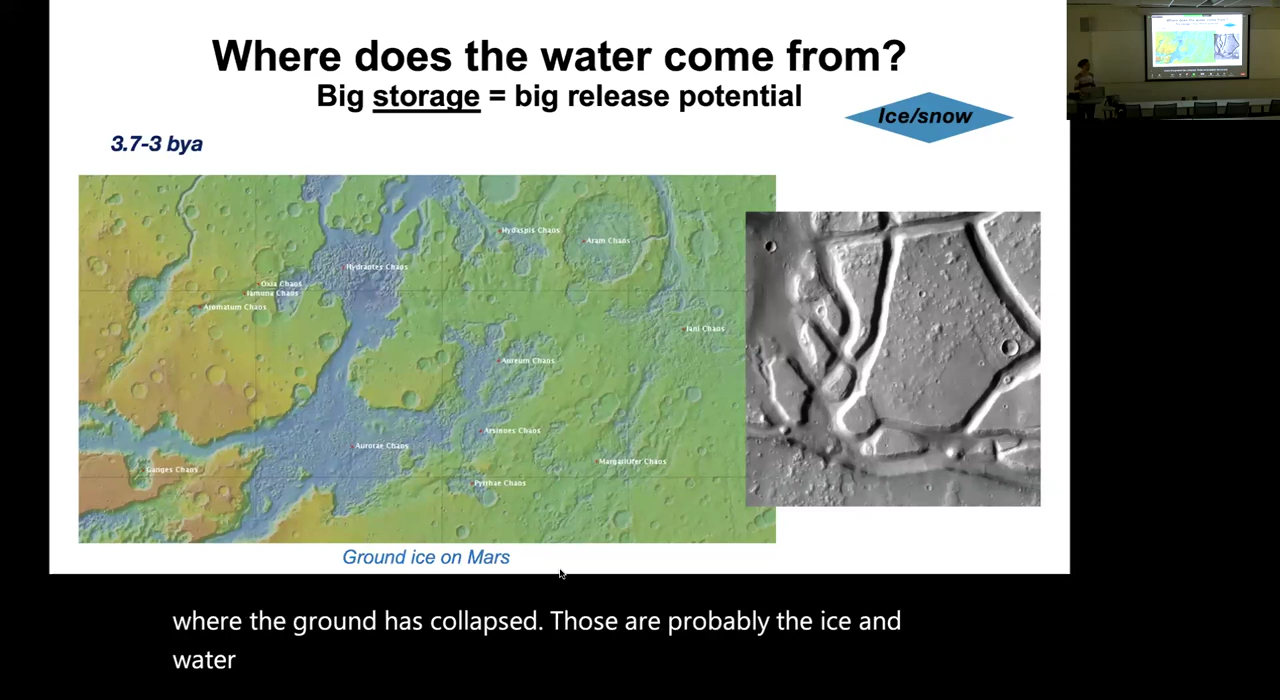 Where does the water come from?
Big storage = big release potential
Ice/snow
3.7-3 bya
Hydaspis Chaos
Aram Chaos
Hydraotes Chaos
Oxia Chaos
Iamuna Chaos
Aromatum Chaos
Iani Chaos
Aureum Chaos
Arsinoes Chaos
Aurorae Chaos
Margaritifer Chaos
Ganges Chaos
Pyrrhae Chaos
Ground ice on Mars
where the ground has collapsed. Those are probably the ice and
water